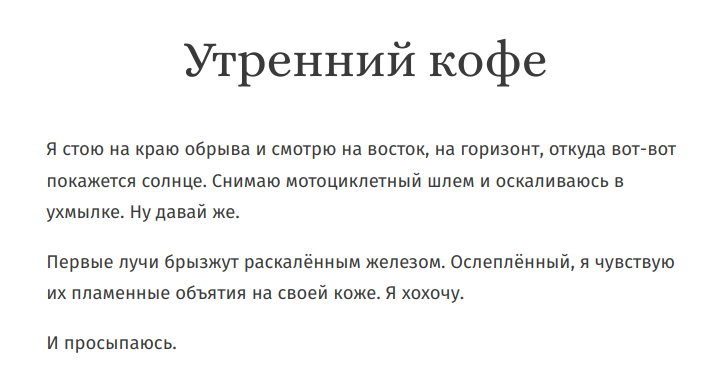 Утренний кофе
Я стою на краю обрыва и смотрю на восток, на горизонт, откуда вот-вот
покажется солнце. Снимаю мотоциклетный шлем и оскаливаюсь в
ухмылке. Ну давай же.
Первые лучи брызжут раскалённым железом. Ослеплённый, я чувствую
их пламенные объятия на своей коже. Я хохочу.
И просыпаюсь.